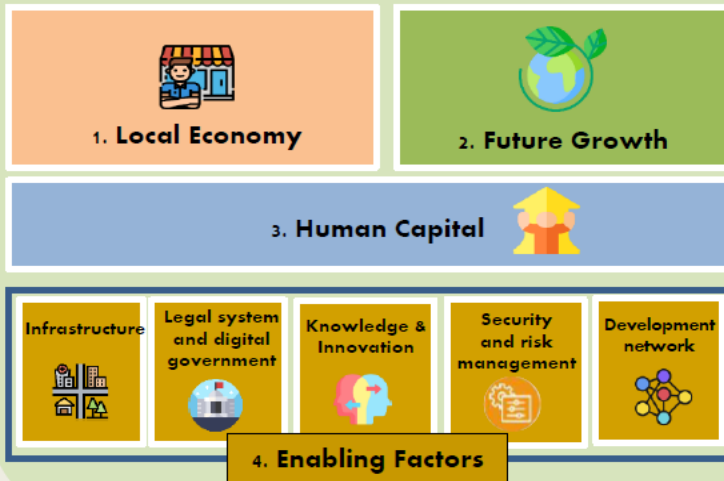 1. Local Economy
2. Future Growth
3. Human Capital
Infrastructure
Legal system
and digital
government
Knowledge &
Innovation
Security
and risk
management
Development
network
4. Enabling Factors